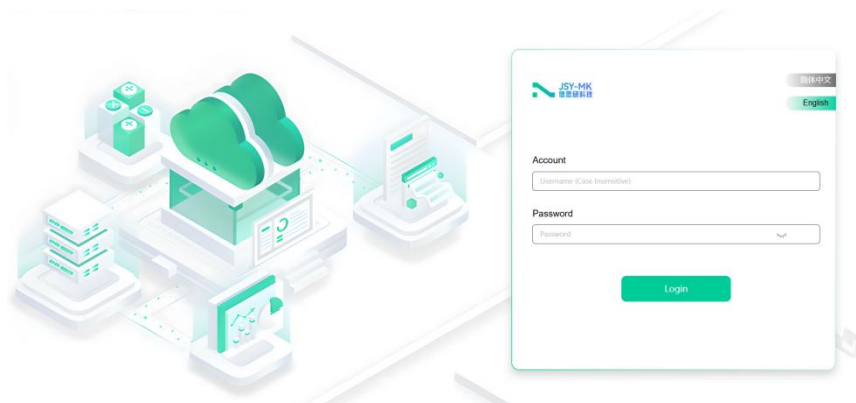 JSY-MK
简体中文
English
Account
Username (Case Insensitive)
Password
Password
Login